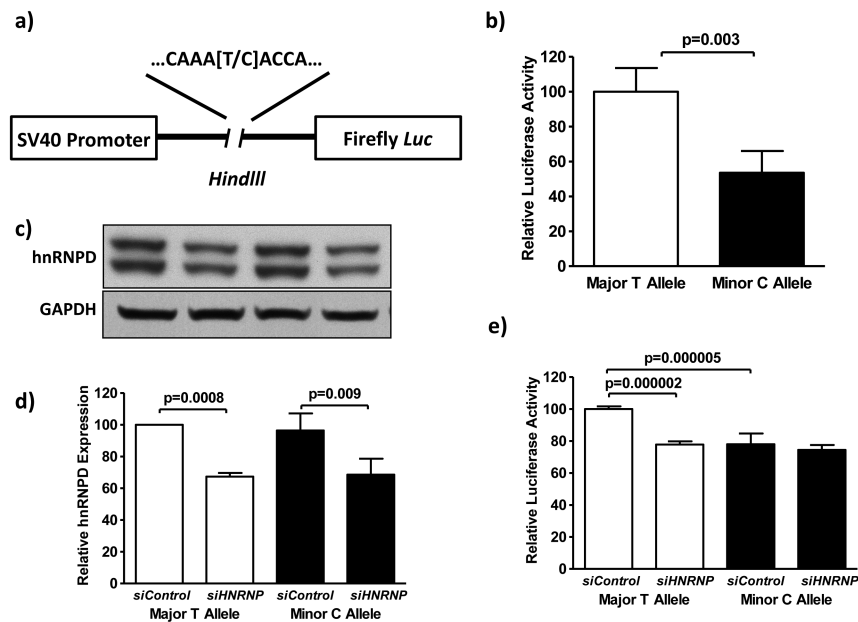 a)
...CAAA[T/C]ACCA...
SV40 Promoter
Firefly Luc
HindIII
b)
p=0.003
Relative Luciferase Activity
120
100
80
60
40
20
0
Major T Allele
Minor C Allele
c)
hnRNPD
GAPDH
d)
p=0.0008
p=0.009
Relative hnRNPD Expression
120
100
80
60
40
20
0
siControl
siHNRNP
siControl
siHNRNP
Major T Allele
Minor C Allele
e)
p=0.000005
p=0.000002
Relative Luciferase Activity
120
100
80
60
40
20
0
siControl
siHNRNP
siControl
siHNRNP
Major T Allele
Minor C Allele